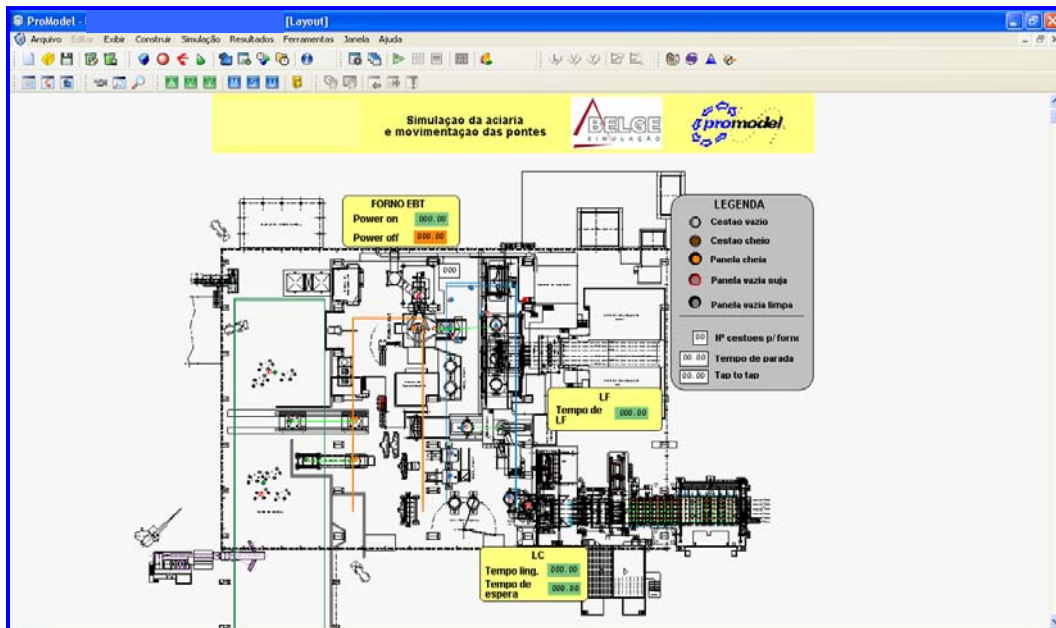 ProModel - [Layout]
Arquivo Editar Exibir Construir Simulação Resultados Ferramentas Janela Ajuda
Simulaçao da aciaria
e movimentaçao das pontes
BELGE
SIMULAÇÃO
promodel
FORNO EBT
Power on 000.00
Power off 000.00
000
LEGENDA
Cestao vazio
Cestao cheio
Panela cheia
Panela vazia suja
Panela vazia limpa
00 Nº cestoes p/ forno
00.00 Tempo de parada
00.00 Tap to tap
LF
Tempo de
LF 000.00
LC
Tempo ling. 000.00
Tempo de
espera 000.00